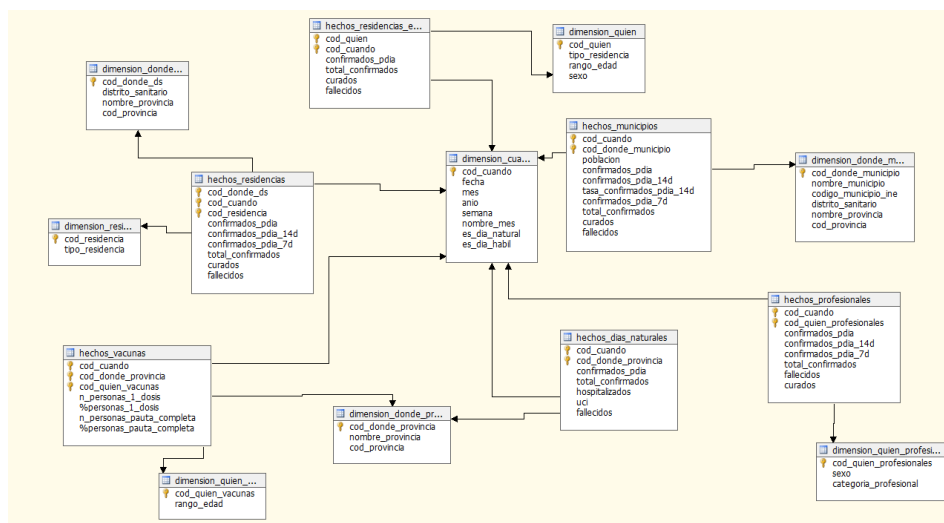 hechos_residencias_e...
cod_quien
cod_cuando
confirmados_pdia
total_confirmados
curados
fallecidos
dimension_quien
cod_quien
tipo_residencia
rango_edad
sexo
dimension_donde...
cod_donde_ds
distrito_sanitario
nombre_provincia
cod_provincia
hechos_municipios
cod_cuando
cod_donde_municipio
poblacion
confirmados_pdia
confirmados_pdia_14d
tasa_confirmados_pdia_14d
confirmados_pdia_7d
total_confirmados
curados
fallecidos
dimension_cua...
cod_cuando
fecha
mes
anio
semana
nombre_mes
es_dia_natural
es_dia_habil
dimension_donde_m...
cod_donde_municipio
nombre_municipio
codigo_municipio_ine
distrito_sanitario
nombre_provincia
cod_provincia
hechos_residencias
cod_donde_ds
cod_cuando
cod_residencia
confirmados_pdia
confirmados_pdia_14d
confirmados_pdia_7d
total_confirmados
curados
fallecidos
dimension_resi...
cod_residencia
tipo_residencia
hechos_profesionales
cod_cuando
cod_quien_profesionales
confirmados_pdia
confirmados_pdia_14d
confirmados_pdia_7d
total_confirmados
fallecidos
curados
hechos_dias_naturales
cod_cuando
cod_donde_provincia
confirmados_pdia
total_confirmados
hospitalizados
uci
fallecidos
hechos_vacunas
cod_cuando
cod_donde_provincia
cod_quien_vacunas
n_personas_1_dosis
%personas_1_dosis
n_personas_pauta_completa
%personas_pauta_completa
dimension_donde_pr...
cod_donde_provincia
nombre_provincia
cod_provincia
dimension_quien_profesi...
cod_quien_profesionales
sexo
categoria_profesional
dimension_quien_...
cod_quien_vacunas
rango_edad